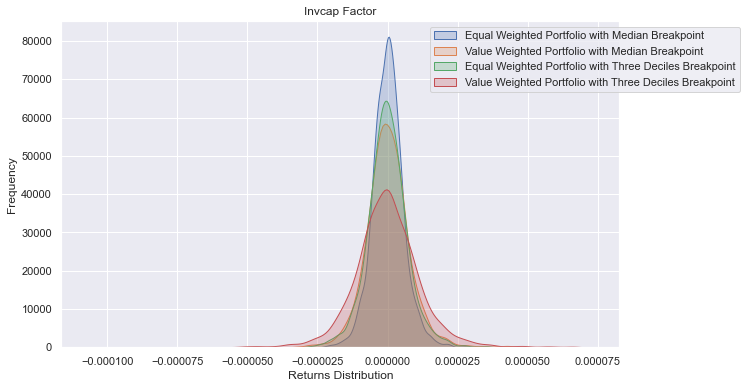 Invcap Factor
Equal Weighted Portfolio with Median Breakpoint
Value Weighted Portfolio with Median Breakpoint
Equal Weighted Portfolio with Three Deciles Breakpoint
Value Weighted Portfolio with Three Deciles Breakpoint
80000
70000
60000
50000
40000
30000
20000
10000
0
Frequency
−0.000100 −0.000075 −0.000050 −0.000025 0.000000 0.000025 0.000050 0.000075
Returns Distribution